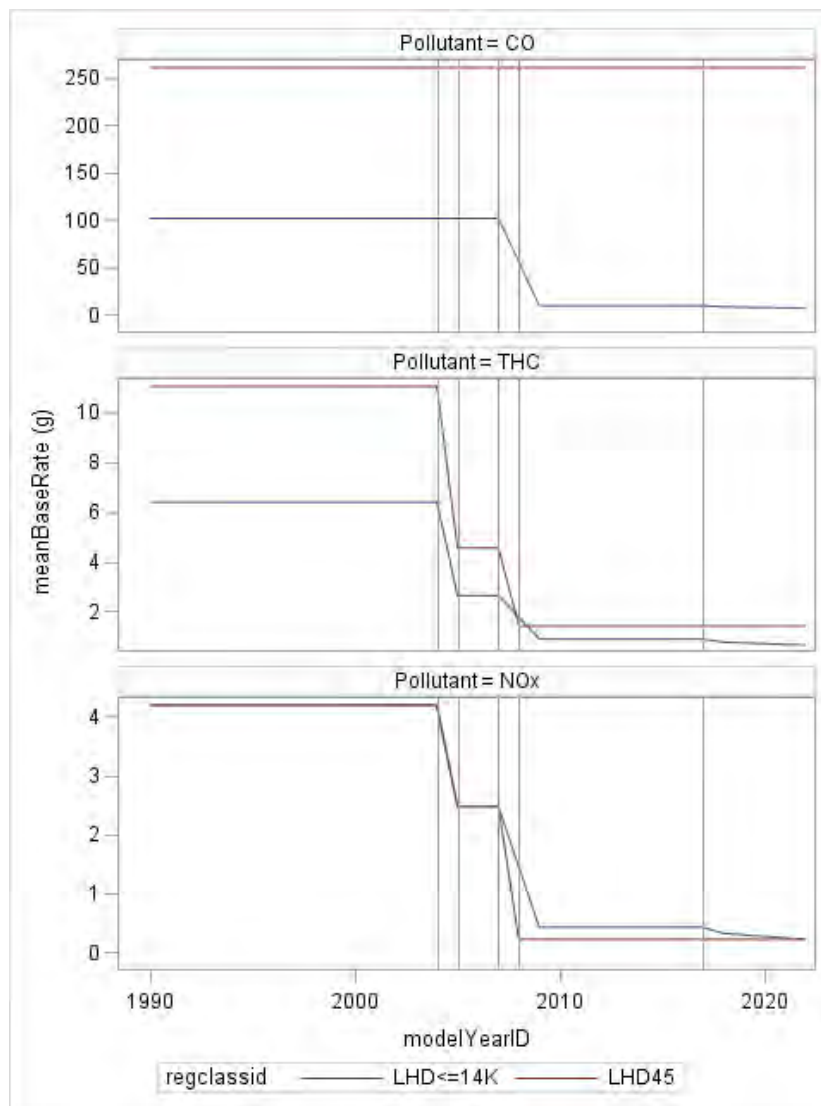 Pollutant = CO
250
200
150
100
50
0
Pollutant = THC
10
8
6
4
2
meanBaseRate (g)
Pollutant = NOx
4
3
2
1
0
1990 2000 2010 2020
modelYearID
regclassid LHD<=14K LHD45